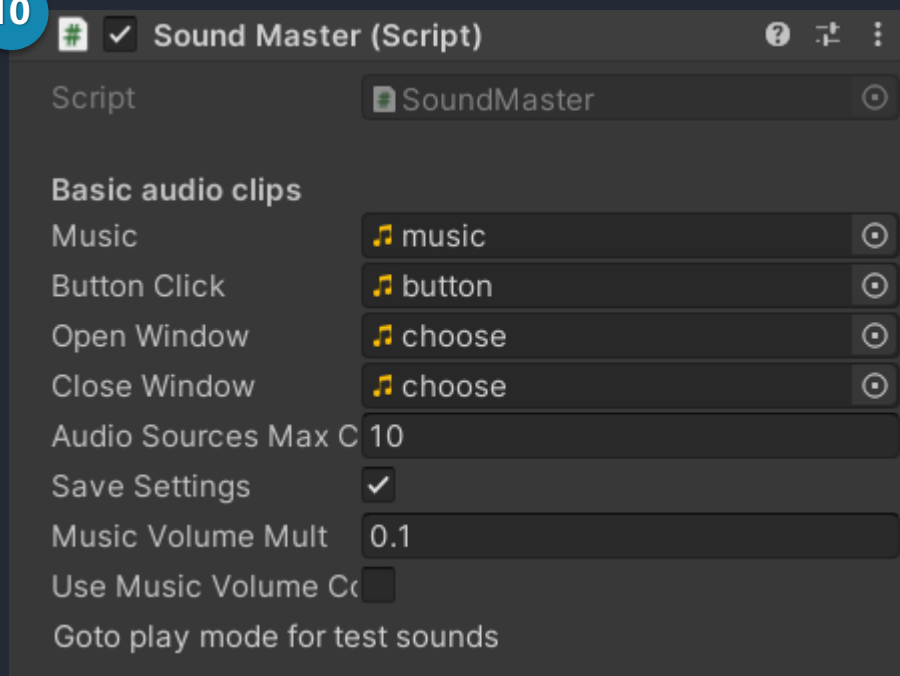 10
# Sound Master (Script)
Script # SoundMaster
Basic audio clips
Music music
Button Click button
Open Window choose
Close Window choose
Audio Sources Max C 10
Save Settings
Music Volume Mult 0.1
Use Music Volume Co
Goto play mode for test sounds